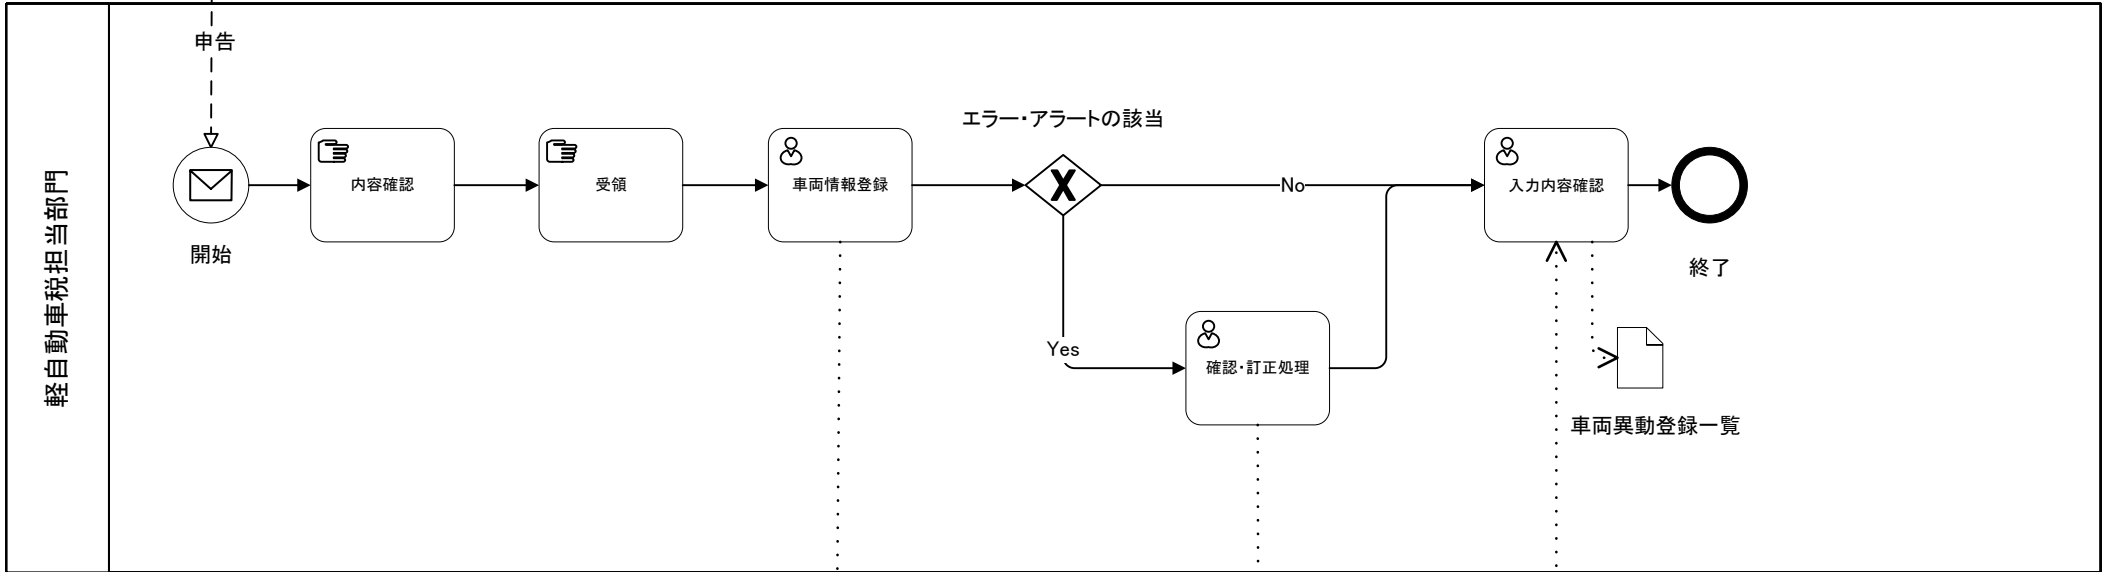 申告
軽自動車税担当部門
開始
内容確認
受領
車両情報登録
エラー・アラートの該当
No
Yes
確認・訂正処理
入力内容確認
終了
車両異動登録一覧